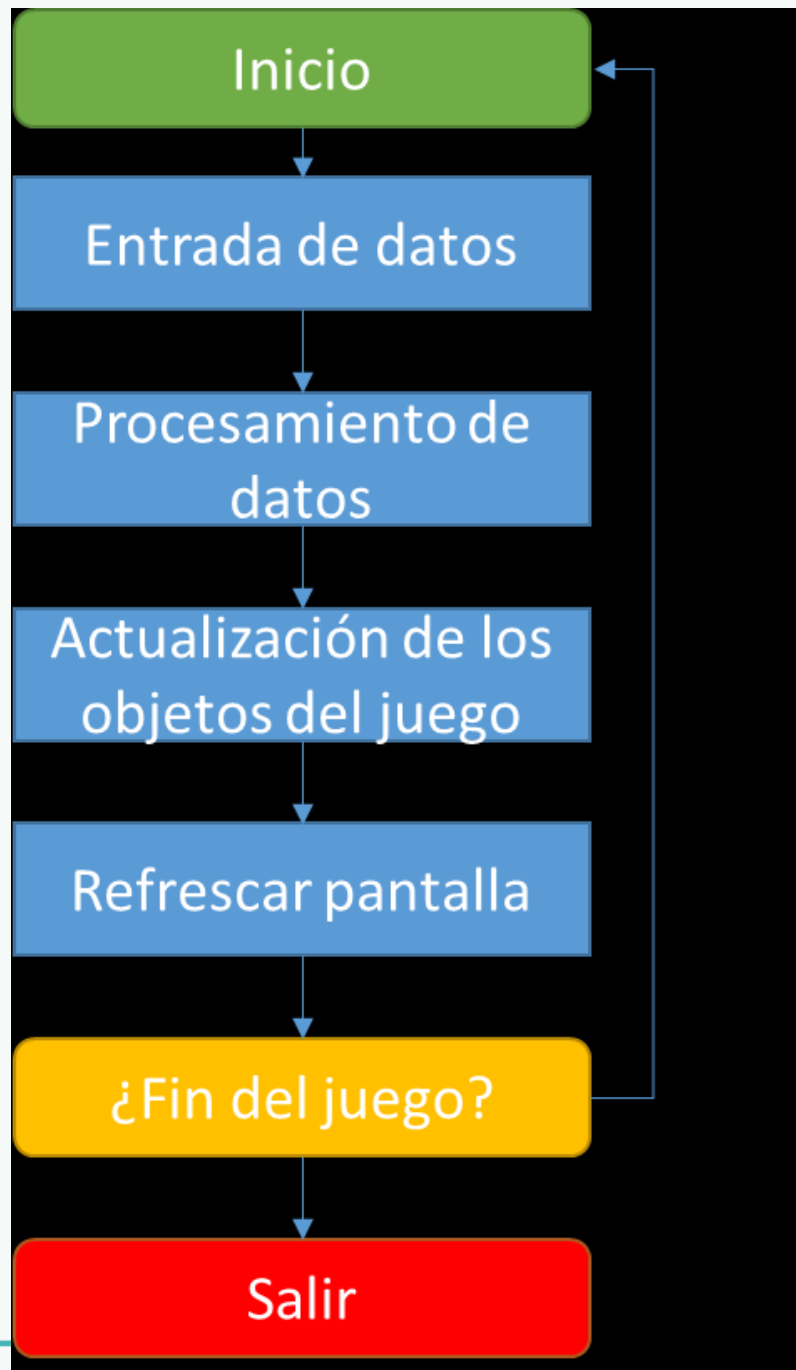 Inicio
Entrada de datos
Procesamiento de
datos
Actualización de los
objetos del juego
Refrescar pantalla
¿Fin del juego?
Salir